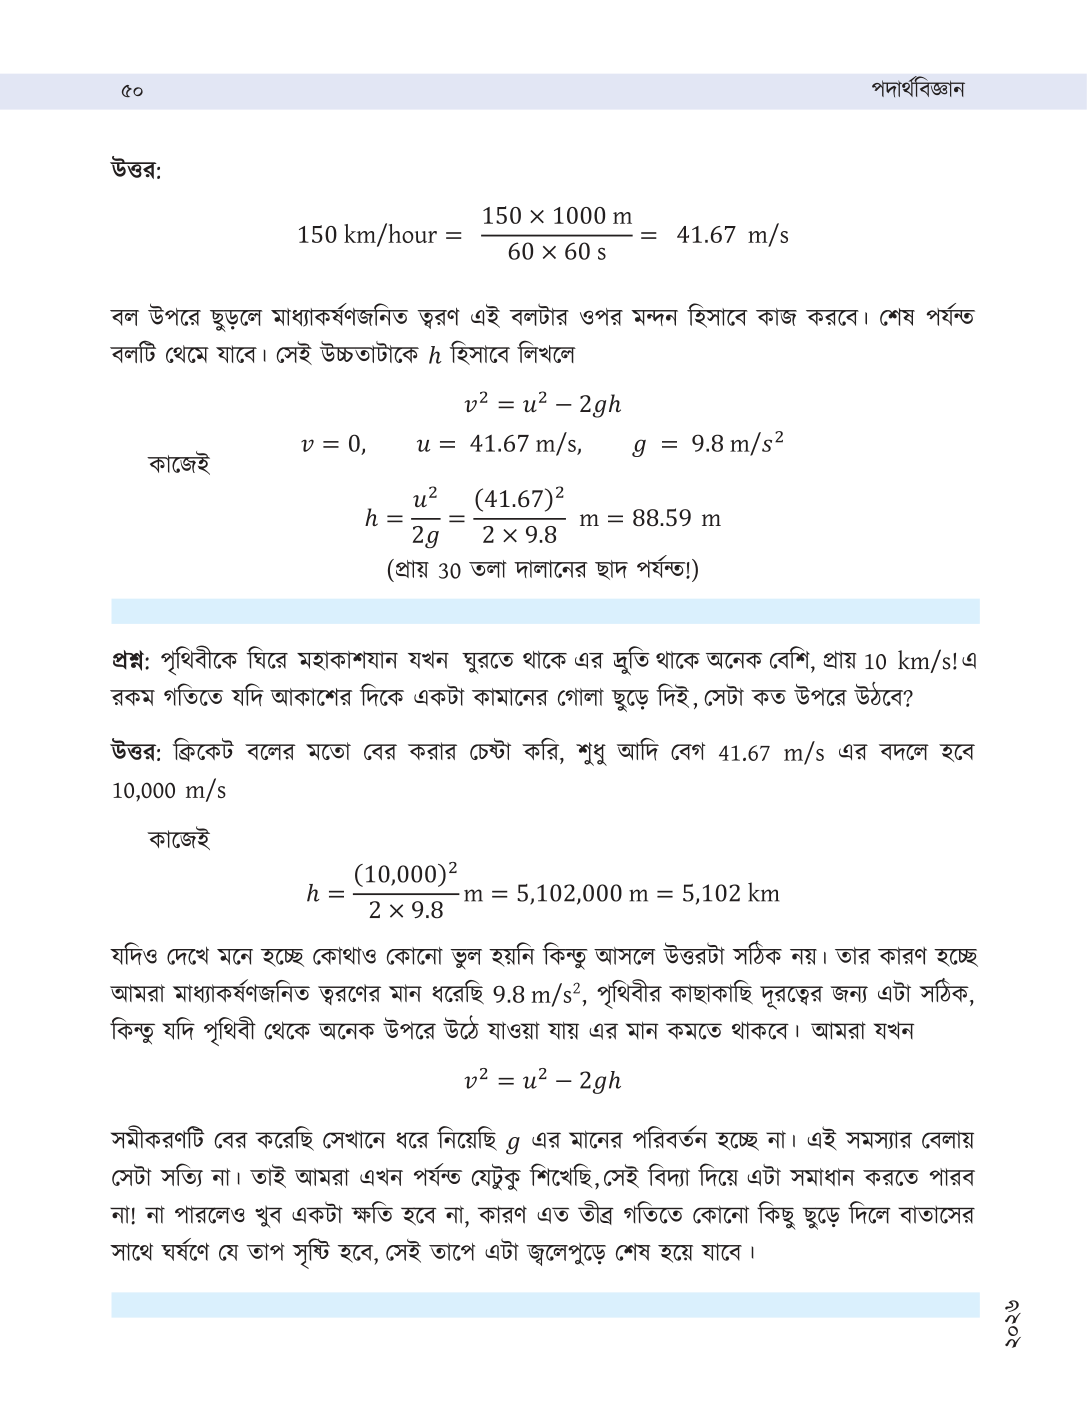 ৫০ পদার্থবিজ্ঞান
উত্তর:
150 km/hour = (150 × 1000 m)/(60 × 60 s) = 41.67 m/s
বল উপরে ছুড়লে মাধ্যাকর্ষণজনিত ত্বরণ এই বলটার ওপর মন্দন হিসাবে কাজ করবে। শেষ পর্যন্ত
বলটি থেমে যাবে। সেই উচ্চতাটাকে h হিসাবে লিখলে
v² = u² − 2gh
v = 0, u = 41.67 m/s, g = 9.8 m/s²
কাজেই
h = u²/2g = (41.67)²/(2 × 9.8) m = 88.59 m
(প্রায় 30 তলা দালানের ছাদ পর্যন্ত!)
প্রশ্ন: পৃথিবীকে ঘিরে মহাকাশযান যখন ঘুরতে থাকে এর দ্রুতি থাকে অনেক বেশি, প্রায় 10 km/s! এ
রকম গতিতে যদি আকাশের দিকে একটা কামানের গোলা ছুড়ে দিই, সেটা কত উপরে উঠবে?
উত্তর: ক্রিকেট বলের মতো বের করার চেষ্টা করি, শুধু আদি বেগ 41.67 m/s এর বদলে হবে
10,000 m/s
কাজেই
h = (10,000)²/(2 × 9.8) m = 5,102,000 m = 5,102 km
যদিও দেখে মনে হচ্ছে কোথাও কোনো ভুল হয়নি কিন্তু আসলে উত্তরটা সঠিক নয়। তার কারণ হচ্ছে
আমরা মাধ্যাকর্ষণজনিত ত্বরণের মান ধরেছি 9.8 m/s², পৃথিবীর কাছাকাছি দূরত্বের জন্য এটা সঠিক,
কিন্তু যদি পৃথিবী থেকে অনেক উপরে উঠে যাওয়া যায় এর মান কমতে থাকবে। আমরা যখন
v² = u² − 2gh
সমীকরণটি বের করেছি সেখানে ধরে নিয়েছি g এর মানের পরিবর্তন হচ্ছে না। এই সমস্যার বেলায়
সেটা সত্যি না। তাই আমরা এখন পর্যন্ত যেটুকু শিখেছি, সেই বিদ্যা দিয়ে এটা সমাধান করতে পারব
না! না পারলেও খুব একটা ক্ষতি হবে না, কারণ এত তীব্র গতিতে কোনো কিছু ছুড়ে দিলে বাতাসের
সাথে ঘর্ষণে যে তাপ সৃষ্টি হবে, সেই তাপে এটা জ্বলেপুড়ে শেষ হয়ে যাবে।
২০২৬